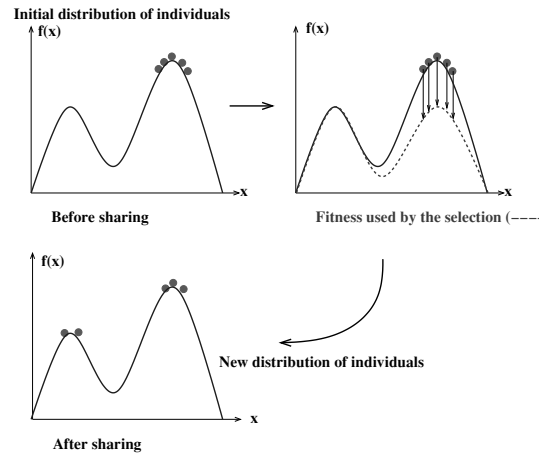 Initial distribution of individuals
f(x)
f(x)
x
x
Before sharing
Fitness used by the selection (----
f(x)
New distribution of individuals
x
After sharing